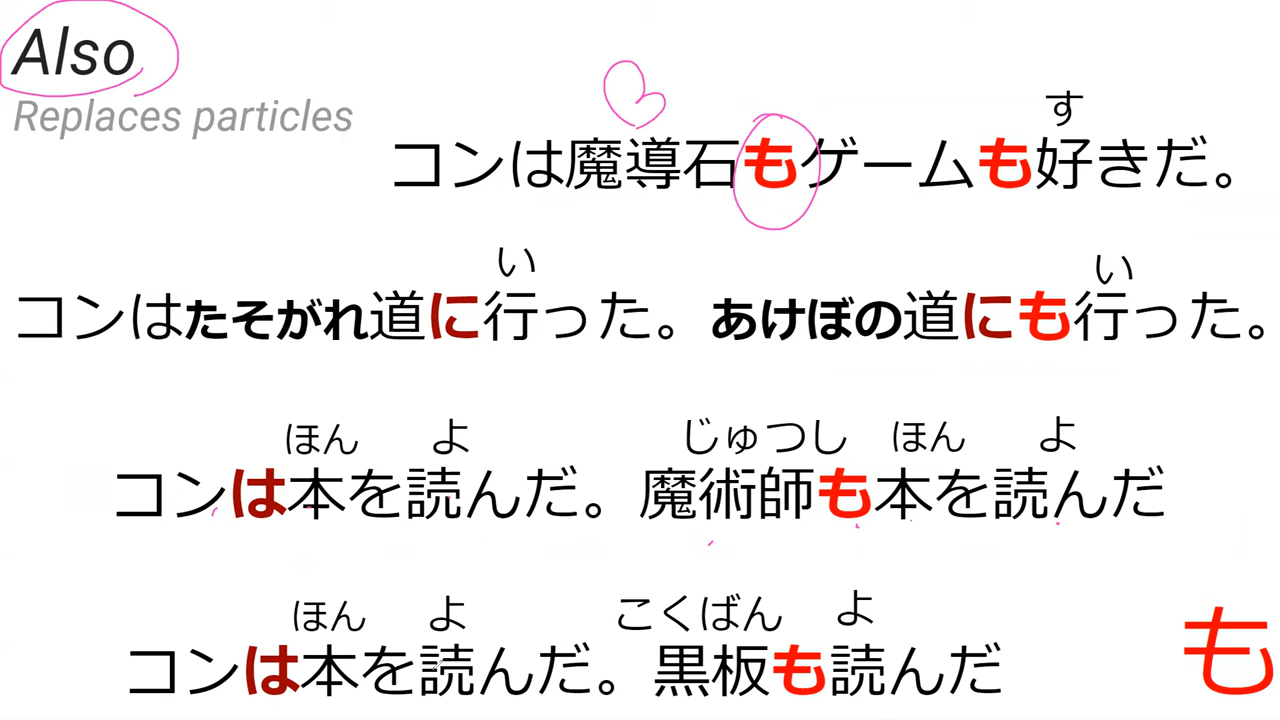 Also
Replaces particles
す
コンは魔導石もゲームも好きだ。
い い
コンはたそがれ道に行った。あけぼの道にも行った。
ほん よ じゅつし ほん よ
コンは本を読んだ。魔術師も本を読んだ
ほん よ こくばん よ
コンは本を読んだ。黒板も読んだ
も